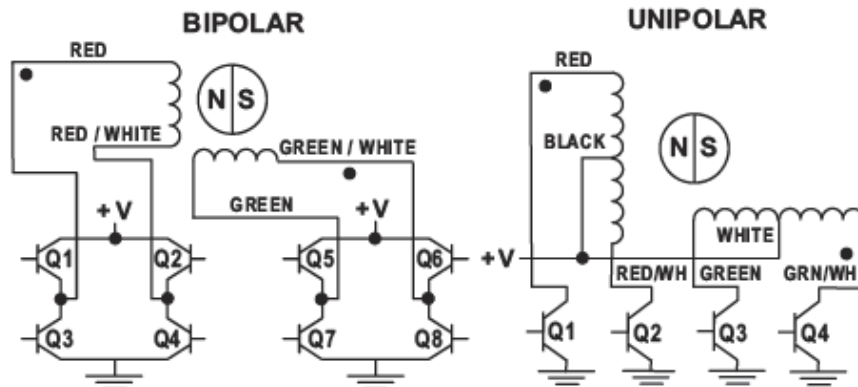 BIPOLAR
RED
N S
RED / WHITE
GREEN / WHITE
GREEN
+V
+V
Q1
Q2
Q5
Q6
Q3
Q4
Q7
Q8
UNIPOLAR
RED
BLACK
N S
WHITE
+V
RED/WH
GREEN
GRN/WH
Q1
Q2
Q3
Q4